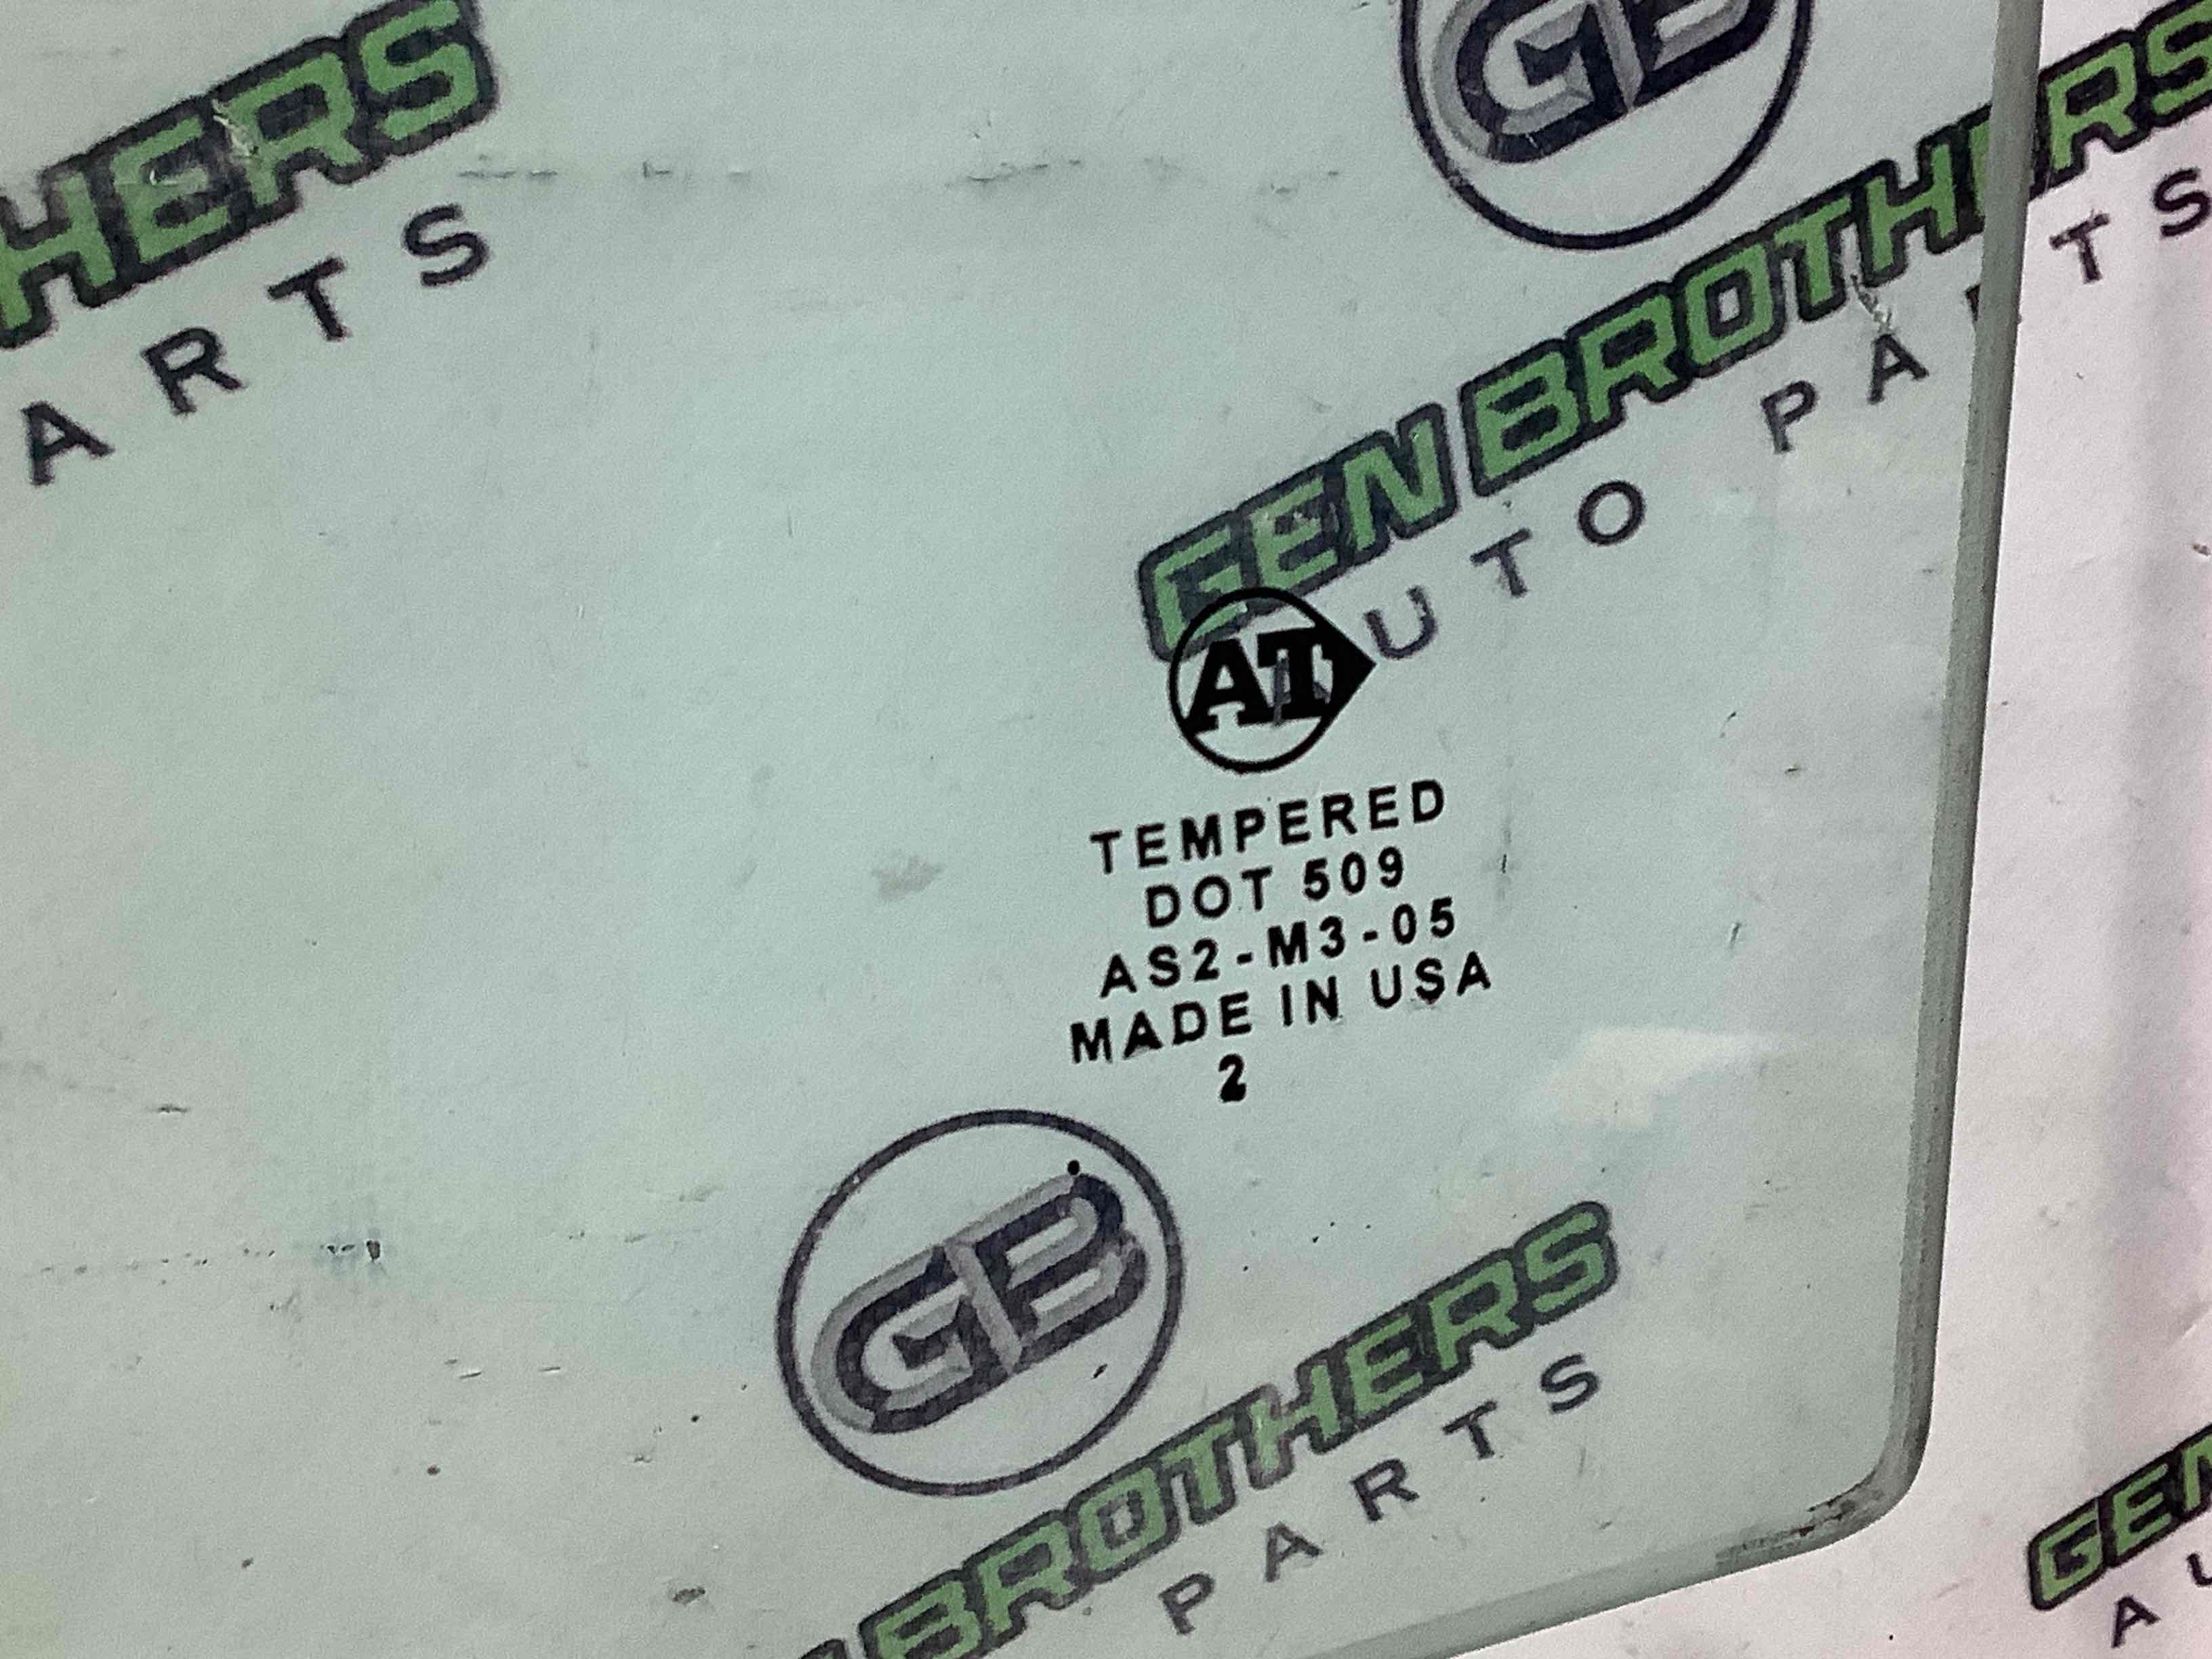 HERS
ARTS
GB
GEN BROTHERS
AUTO PARTS
AT
TEMPERED
DOT 509
AS2-M3-05
MADE IN USA
2
GB
BROTHERS
PARTS
GEN
AU